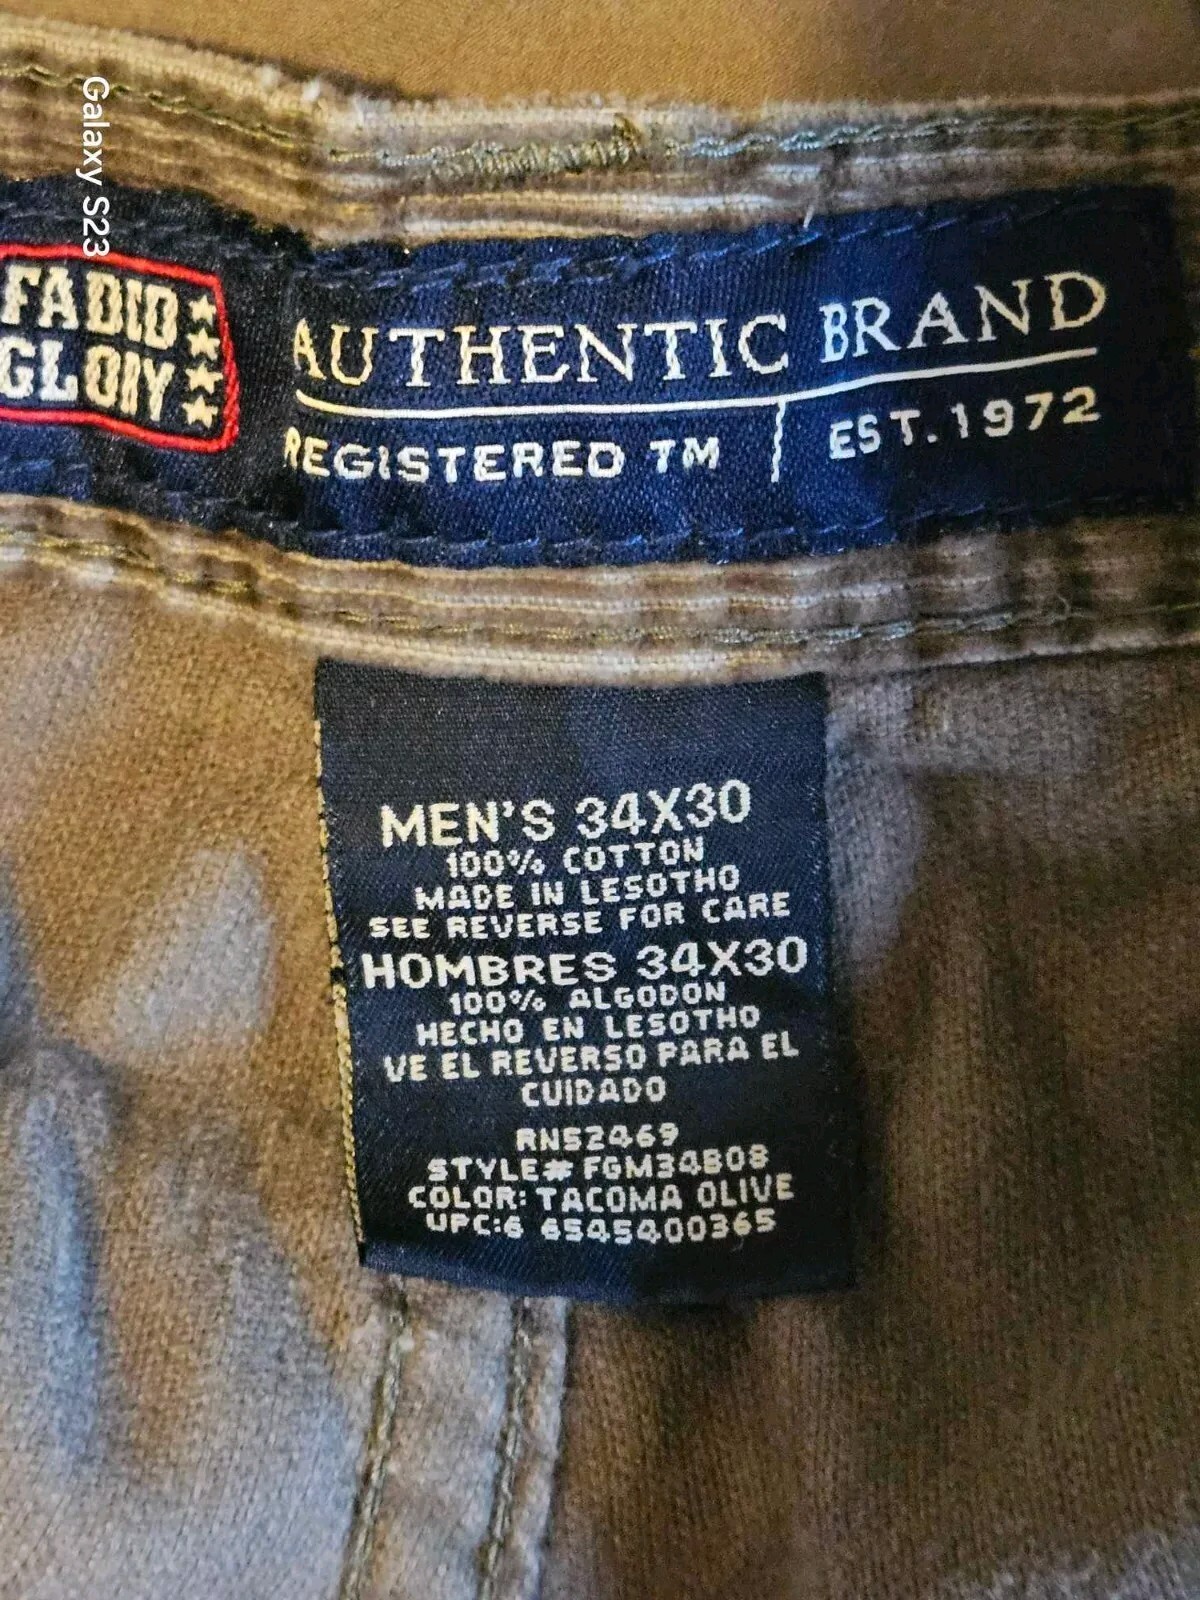 Galaxy S23
FADED
GLORY
AUTHENTIC BRAND
REGISTERED TM | EST. 1972
MEN'S 34X30
100% COTTON
MADE IN LESOTHO
SEE REVERSE FOR CARE
HOMBRES 34X30
100% ALGODON
HECHO EN LESOTHO
VE EL REVERSO PARA EL
CUIDADO
RN52469
STYLE# FGM34808
COLOR: TACOMA OLIVE
UPC:6 6545400365